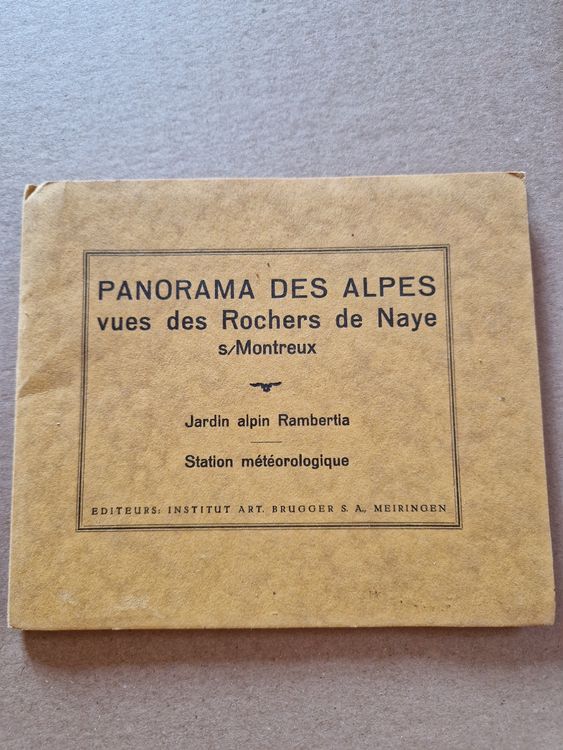 PANORAMA DES ALPES
vues des Rochers de Naye
s/Montreux
Jardin alpin Rambertia
Station météorologique
EDITEURS: INSTITUT ART. BRUGGER S. A., MEIRINGEN